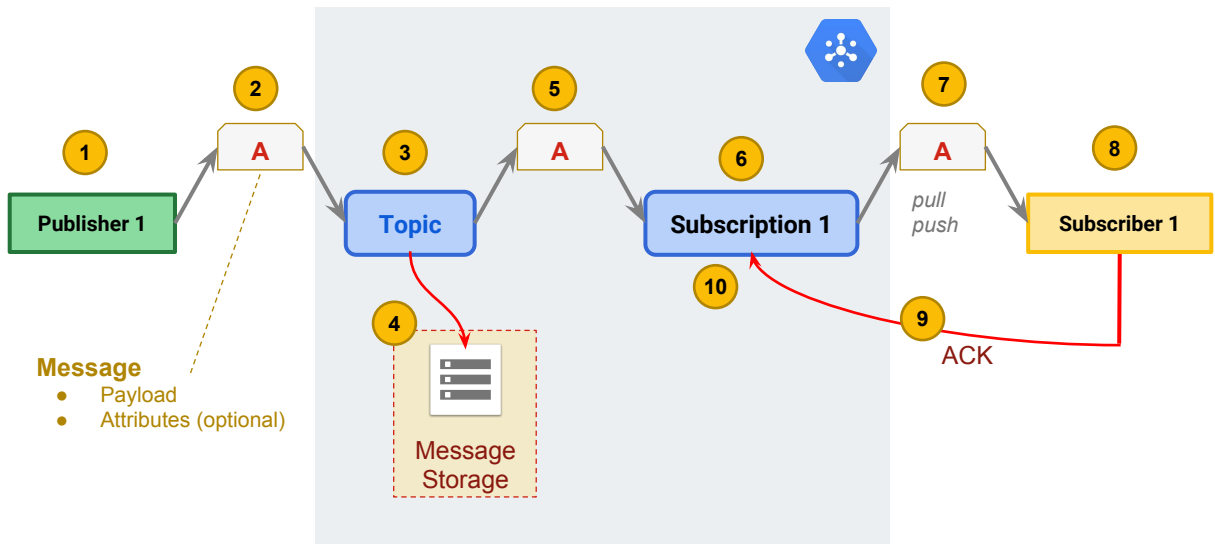 1
2
3
4
5
6
7
8
9
10
A
A
A
Publisher 1
Topic
Subscription 1
Subscriber 1
pull
push
ACK
Message
● Payload
● Attributes (optional)
Message
Storage